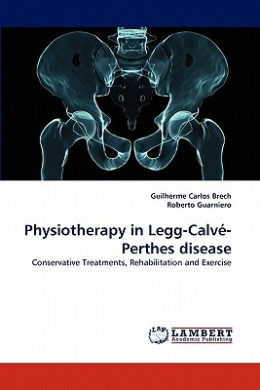 Guilherme Carlos Brech
Roberto Guarniero
Physiotherapy in Legg-Calvé-
Perthes disease
Conservative Treatments, Rehabilitation and Exercise
LAMBERT
Academic Publishing